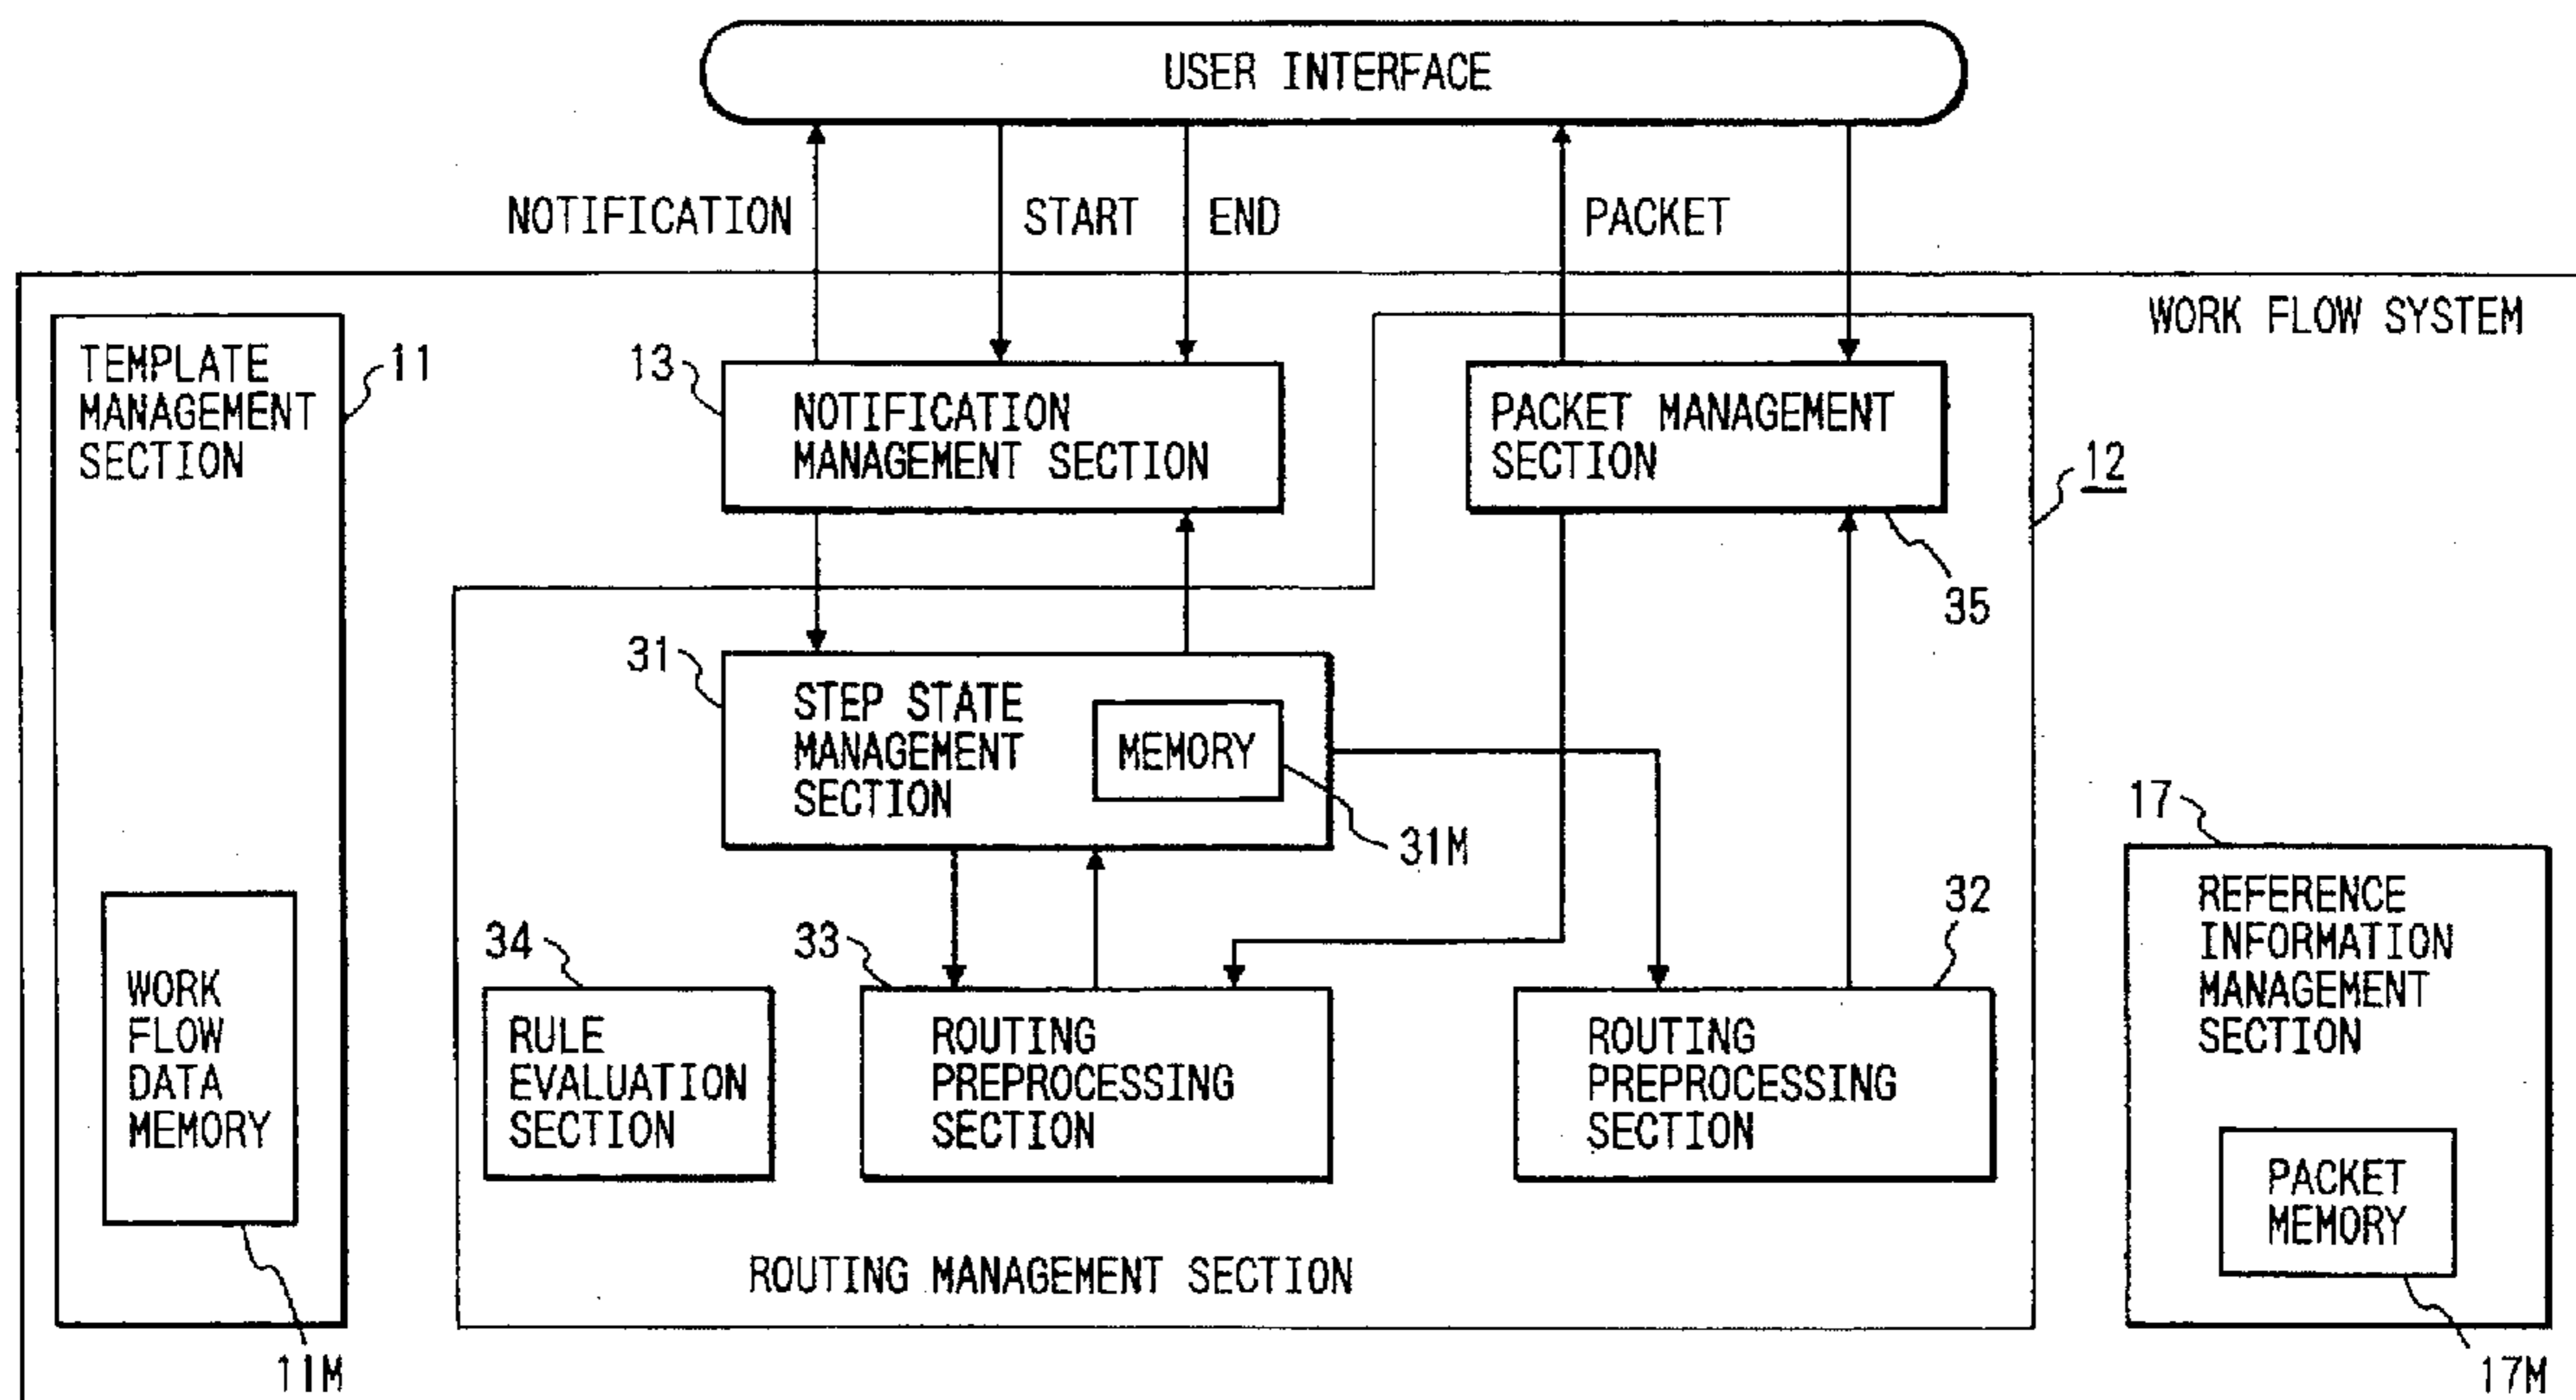 USER INTERFACE
NOTIFICATION
START
END
PACKET
WORK FLOW SYSTEM
TEMPLATE
MANAGEMENT
SECTION
11
13
NOTIFICATION
MANAGEMENT SECTION
PACKET MANAGEMENT
SECTION
12
35
31
STEP STATE
MANAGEMENT
SECTION
MEMORY
31M
17
REFERENCE
INFORMATION
MANAGEMENT
SECTION
PACKET
MEMORY
17M
WORK
FLOW
DATA
MEMORY
11M
34
RULE
EVALUATION
SECTION
33
ROUTING
PREPROCESSING
SECTION
32
ROUTING
PREPROCESSING
SECTION
ROUTING MANAGEMENT SECTION